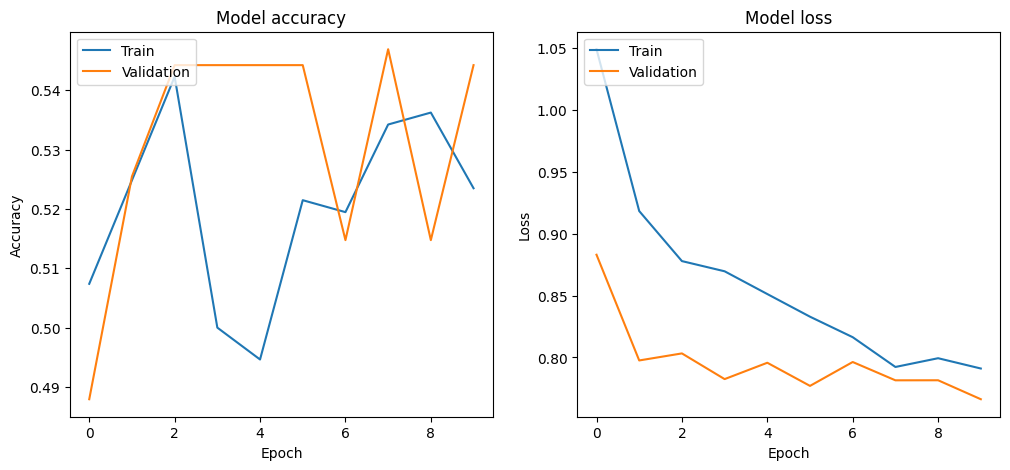 Model accuracy
Train
Validation
0.54
0.53
0.52
0.51
0.50
0.49
Accuracy
0 2 4 6 8
Epoch
Model loss
Train
Validation
1.05
1.00
0.95
0.90
0.85
0.80
Loss
0 2 4 6 8
Epoch